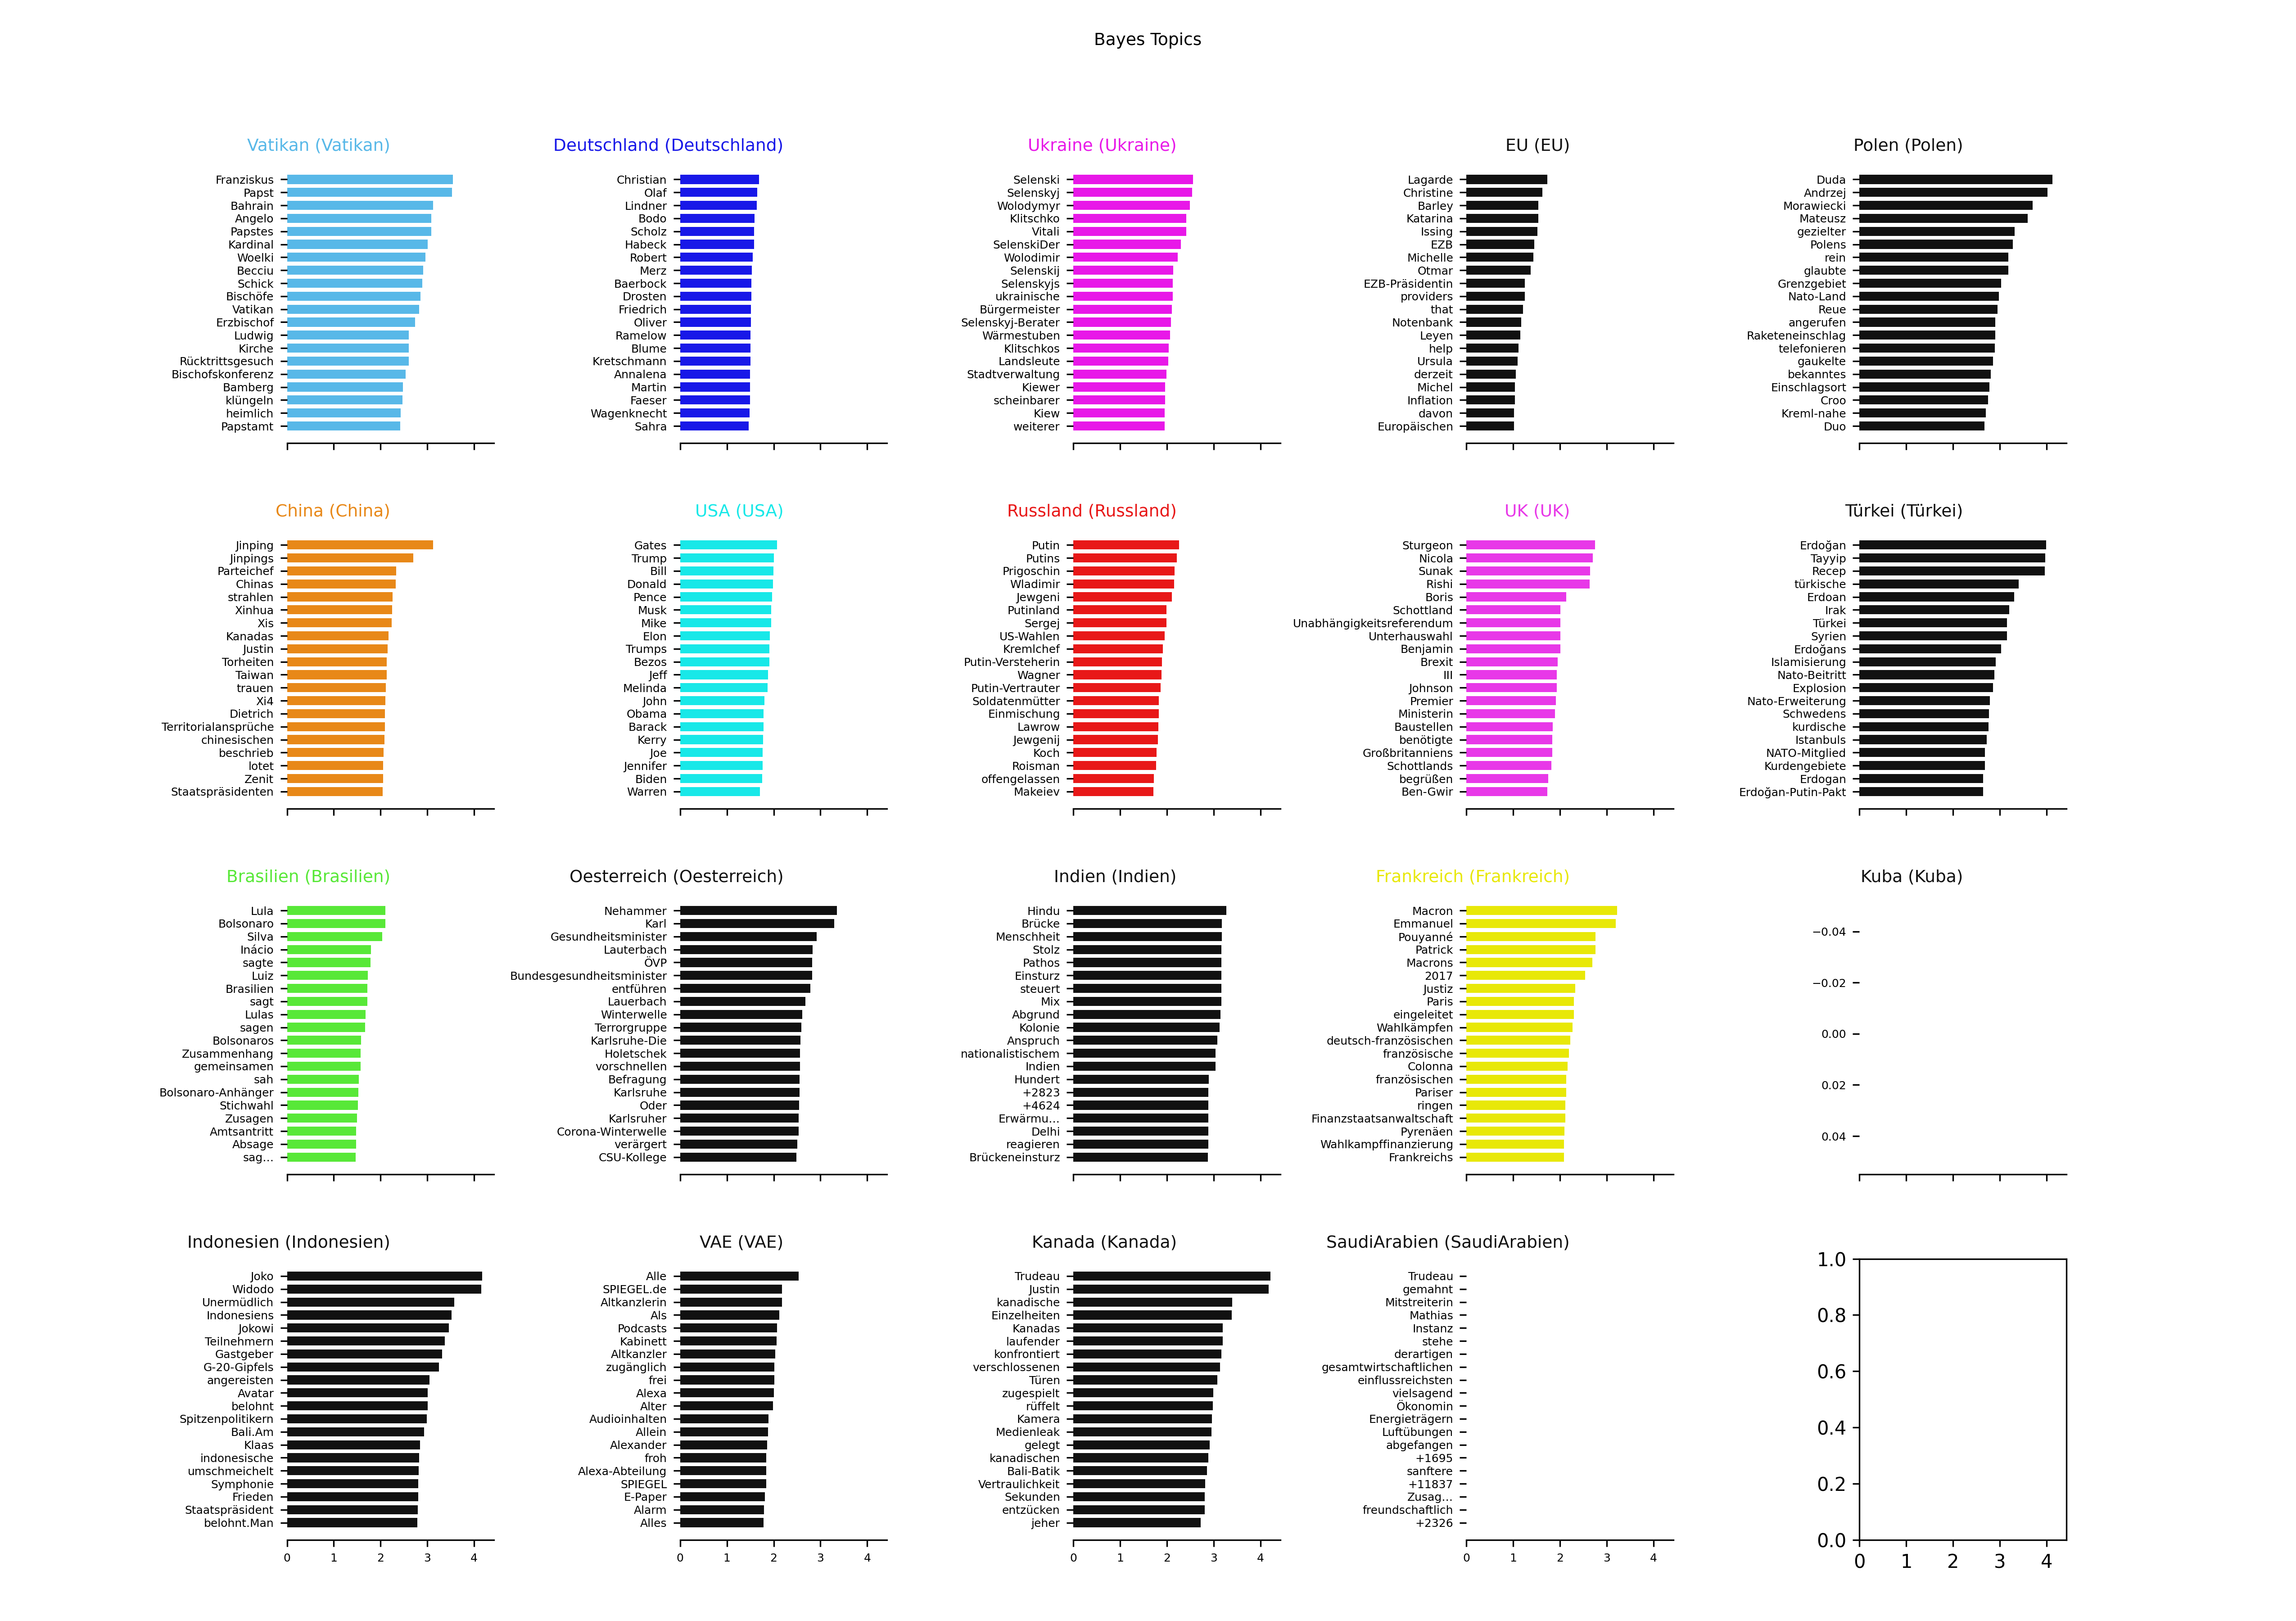 Bayes Topics
Vatikan (Vatikan)
Franziskus
Papst
Bahrain
Angelo
Papstes
Kardinal
Woelki
Becciu
Schick
Bischöfe
Vatikan
Erzbischof
Ludwig
Kirche
Rücktrittsgesuch
Bischofskonferenz
Bamberg
klüngeln
heimlich
Papstamt
Deutschland (Deutschland)
Christian
Olaf
Lindner
Bodo
Scholz
Habeck
Robert
Merz
Baerbock
Drosten
Friedrich
Oliver
Ramelow
Blume
Kretschmann
Annalena
Martin
Faeser
Wagenknecht
Sahra
Ukraine (Ukraine)
Selenski
Selenskyj
Wolodymyr
Klitschko
Vitali
SelenskiDer
Wolodimir
Selenskij
Selenskyjs
ukrainische
Bürgermeister
Selenskyj-Berater
Wärmestuben
Klitschkos
Landsleute
Stadtverwaltung
Kiewer
scheinbarer
Kiew
weiterer
EU (EU)
Lagarde
Christine
Barley
Katarina
Issing
EZB
Michelle
Otmar
EZB-Präsidentin
providers
that
Notenbank
Leyen
help
Ursula
derzeit
Michel
Inflation
davon
Europäischen
Polen (Polen)
Duda
Andrzej
Morawiecki
Mateusz
gezielter
Polens
rein
glaubte
Grenzgebiet
Nato-Land
Reue
angerufen
Raketeneinschlag
telefonieren
gaukelte
bekanntes
Einschlagsort
Croo
Kreml-nahe
Duo
China (China)
Jinping
Jinpings
Parteichef
Chinas
strahlen
Xinhua
Xis
Kanadas
Justin
Torheiten
Taiwan
trauen
Xi4
Dietrich
Territorialansprüche
chinesischen
beschrieb
lotet
Zenit
Staatspräsidenten
USA (USA)
Gates
Trump
Bill
Donald
Pence
Musk
Mike
Elon
Trumps
Bezos
Jeff
Melinda
John
Obama
Barack
Kerry
Joe
Jennifer
Biden
Warren
Russland (Russland)
Putin
Putins
Prigoschin
Wladimir
Jewgeni
Putinland
Sergej
US-Wahlen
Kremlchef
Putin-Versteherin
Wagner
Putin-Vertrauter
Soldatenmütter
Einmischung
Lawrow
Jewgenij
Koch
Roisman
offengelassen
Makeiev
UK (UK)
Sturgeon
Nicola
Sunak
Rishi
Boris
Schottland
Unabhängigkeitsreferendum
Unterhauswahl
Benjamin
Brexit
III
Johnson
Premier
Ministerin
Baustellen
benötigte
Großbritanniens
Schottlands
begrüßen
Ben-Gwir
Türkei (Türkei)
Erdoğan
Tayyip
Recep
türkische
Erdoan
Irak
Türkei
Syrien
Erdoğans
Islamisierung
Nato-Beitritt
Explosion
Nato-Erweiterung
Schwedens
kurdische
Istanbuls
NATO-Mitglied
Kurdengebiete
Erdogan
Erdoğan-Putin-Pakt
Brasilien (Brasilien)
Lula
Bolsonaro
Silva
Inácio
sagte
Luiz
Brasilien
sagt
Lulas
sagen
Bolsonaros
Zusammenhang
gemeinsamen
sah
Bolsonaro-Anhänger
Stichwahl
Zusagen
Amtsantritt
Absage
sag…
Oesterreich (Oesterreich)
Nehammer
Karl
Gesundheitsminister
Lauterbach
ÖVP
Bundesgesundheitsminister
entführen
Lauerbach
Winterwelle
Terrorgruppe
Karlsruhe-Die
Holetschek
vorschnellen
Befragung
Karlsruhe
Oder
Karlsruher
Corona-Winterwelle
verärgert
CSU-Kollege
Indien (Indien)
Hindu
Brücke
Menschheit
Stolz
Pathos
Einsturz
steuert
Mix
Abgrund
Kolonie
Anspruch
nationalistischem
Indien
Hundert
+2823
+4624
Erwärmu…
Delhi
reagieren
Brückeneinsturz
Frankreich (Frankreich)
Macron
Emmanuel
Pouyanné
Patrick
Macrons
2017
Justiz
Paris
eingeleitet
Wahlkämpfen
deutsch-französischen
französische
Colonna
französischen
Pariser
ringen
Finanzstaatsanwaltschaft
Pyrenäen
Wahlkampffinanzierung
Frankreichs
Kuba (Kuba)
−0.04
−0.02
0.00
0.02
0.04
Indonesien (Indonesien)
Joko
Widodo
Unermüdlich
Indonesiens
Jokowi
Teilnehmern
Gastgeber
G-20-Gipfels
angereisten
Avatar
belohnt
Spitzenpolitikern
Bali.Am
Klaas
indonesische
umschmeichelt
Symphonie
Frieden
Staatspräsident
belohnt.Man
0 1 2 3 4
VAE (VAE)
Alle
SPIEGEL.de
Altkanzlerin
Als
Podcasts
Kabinett
Altkanzler
zugänglich
frei
Alexa
Alter
Audioinhalten
Allein
Alexander
froh
Alexa-Abteilung
SPIEGEL
E-Paper
Alarm
Alles
0 1 2 3 4
Kanada (Kanada)
Trudeau
Justin
kanadische
Einzelheiten
Kanadas
laufender
konfrontiert
verschlossenen
Türen
zugespielt
rüffelt
Kamera
Medienleak
gelegt
kanadischen
Bali-Batik
Vertraulichkeit
Sekunden
entzücken
jeher
0 1 2 3 4
SaudiArabien (SaudiArabien)
Trudeau
gemahnt
Mitstreiterin
Mathias
Instanz
stehe
derartigen
gesamtwirtschaftlichen
einflussreichsten
vielsagend
Ökonomin
Energieträgern
Luftübungen
abgefangen
+1695
sanftere
+11837
Zusag…
freundschaftlich
+2326
0 1 2 3 4
1.0
0.8
0.6
0.4
0.2
0.0
0 1 2 3 4